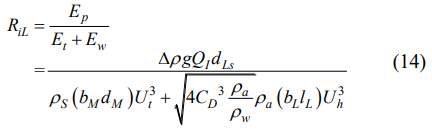 R_{iL} = \frac{E_p}{E_t + E_w}
= \frac{\Delta\rho g Q_I d_{Ls}}{\rho_S (b_M d_M) U_t^3 + \sqrt{4 C_D{}^3 \frac{\rho_a}{\rho_w}} \rho_a (b_L l_L) U_h^3} (14)